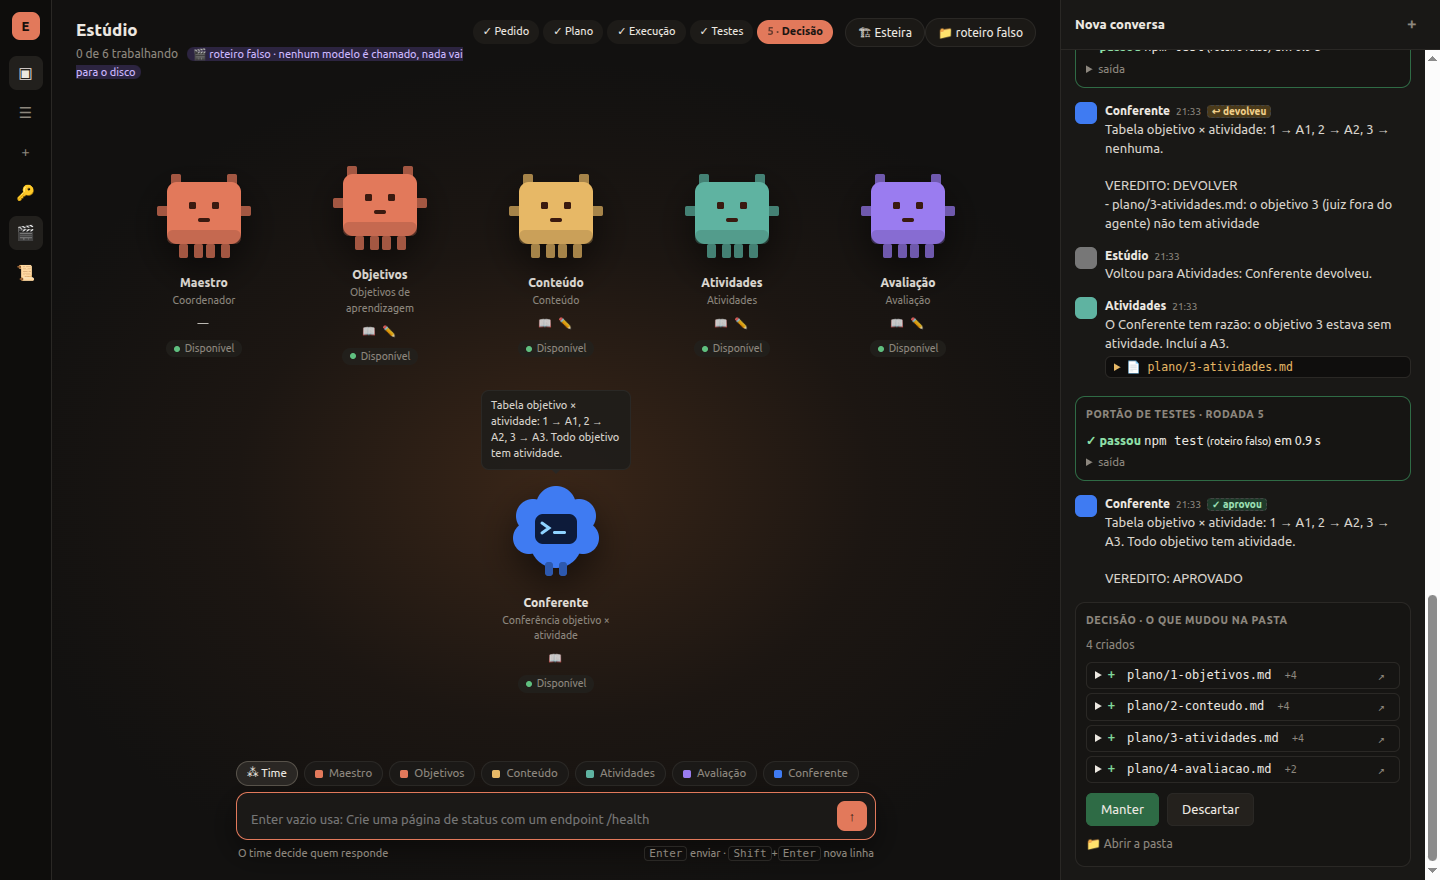 E
Estúdio
0 de 6 trabalhando 🎬 roteiro falso · nenhum modelo é chamado, nada vai
para o disco
✓ Pedido
✓ Plano
✓ Execução
✓ Testes
5 · Decisão
🏗 Esteira
📁 roteiro falso
Maestro
Coordenador
—
Disponível
Objetivos
Objetivos de
aprendizagem
Disponível
Conteúdo
Conteúdo
Disponível
Atividades
Atividades
Disponível
Avaliação
Avaliação
Disponível
Tabela objetivo ×
atividade: 1 → A1, 2 →
A2, 3 → A3. Todo objetivo
tem atividade.
Conferente
Conferência objetivo ×
atividade
Disponível
Time
Maestro
Objetivos
Conteúdo
Atividades
Avaliação
Conferente
Enter vazio usa: Crie uma página de status com um endpoint /health
↑
O time decide quem responde
Enter enviar · Shift+Enter nova linha
Nova conversa
+
▶ saída
Conferente 21:33 ↩ devolveu
Tabela objetivo × atividade: 1 → A1, 2 → A2, 3 →
nenhuma.
VEREDITO: DEVOLVER
- plano/3-atividades.md: o objetivo 3 (juiz fora do
agente) não tem atividade
Estúdio 21:33
Voltou para Atividades: Conferente devolveu.
Atividades 21:33
O Conferente tem razão: o objetivo 3 estava sem
atividade. Incluí a A3.
▶ 📄 plano/3-atividades.md
PORTÃO DE TESTES · RODADA 5
✓ passou npm test (roteiro falso) em 0.9 s
▶ saída
Conferente 21:33 ✓ aprovou
Tabela objetivo × atividade: 1 → A1, 2 → A2, 3 →
A3. Todo objetivo tem atividade.
VEREDITO: APROVADO
DECISÃO · O QUE MUDOU NA PASTA
4 criados
▶ + plano/1-objetivos.md +4 ↗
▶ + plano/2-conteudo.md +4 ↗
▶ + plano/3-atividades.md +4 ↗
▶ + plano/4-avaliacao.md +2 ↗
Manter
Descartar
📁 Abrir a pasta